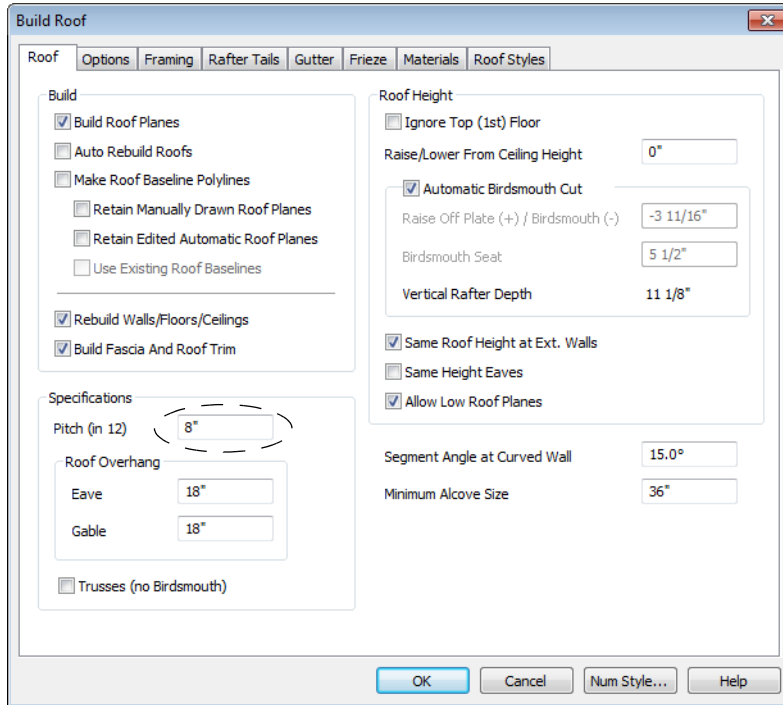 Build Roof
Roof Options Framing Rafter Tails Gutter Frieze Materials Roof Styles
Build
Build Roof Planes
Auto Rebuild Roofs
Make Roof Baseline Polylines
Retain Manually Drawn Roof Planes
Retain Edited Automatic Roof Planes
Use Existing Roof Baselines
Rebuild Walls/Floors/Ceilings
Build Fascia And Roof Trim
Specifications
Pitch (in 12) 8"
Roof Overhang
Eave 18"
Gable 18"
Trusses (no Birdsmouth)
Roof Height
Ignore Top (1st) Floor
Raise/Lower From Ceiling Height 0"
Automatic Birdsmouth Cut
Raise Off Plate (+) / Birdsmouth (-) -3 11/16"
Birdsmouth Seat 5 1/2"
Vertical Rafter Depth 11 1/8"
Same Roof Height at Ext. Walls
Same Height Eaves
Allow Low Roof Planes
Segment Angle at Curved Wall 15.0°
Minimum Alcove Size 36"
OK Cancel Num Style... Help